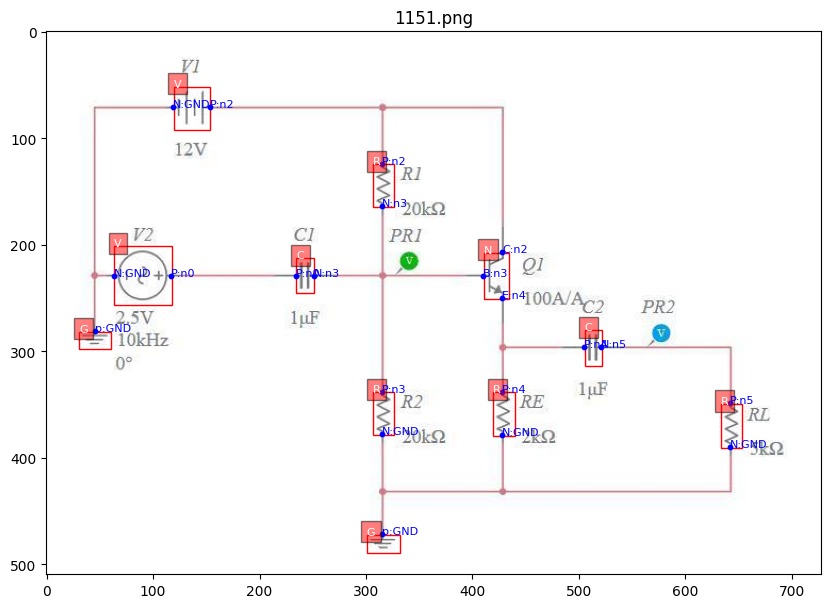 1151.png
0
100
200
300
400
500
0 100 200 300 400 500 600 700
V1
V
N:GND P:n2
12V
R P:n2
R1
N:n3
20kΩ
V V2
N:GND P:n0
2.5V
10kHz
0°
G p:GND
C1
C
N:n3
1μF
PR1
V
N C:n2
B:n3
Q1
E:n4
100A/A
C2
C
N:n5
1μF
PR2
V
R P:n3
R2
N:GND
20kΩ
R P:n4
RE
N:GND
2kΩ
R P:n5
RL
N:GND
5kΩ
G p:GND